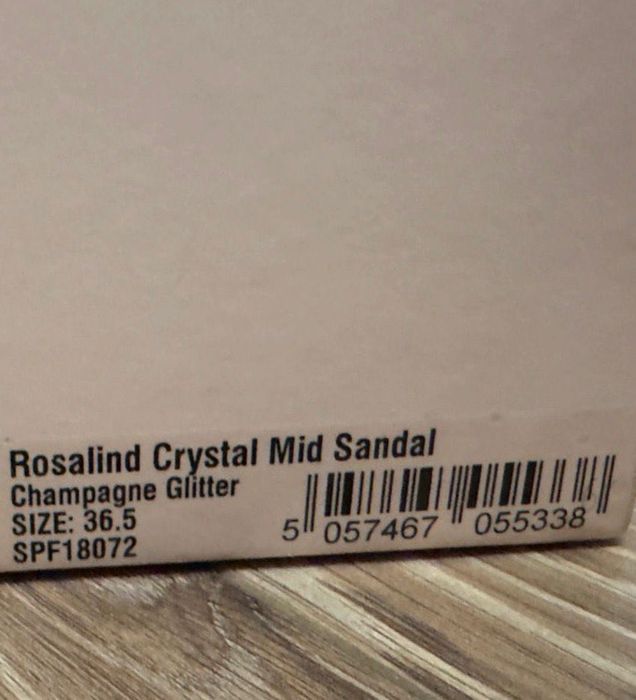 Rosalind Crystal Mid Sandal
Champagne Glitter
SIZE: 36.5
SPF18072
5 057467 055338